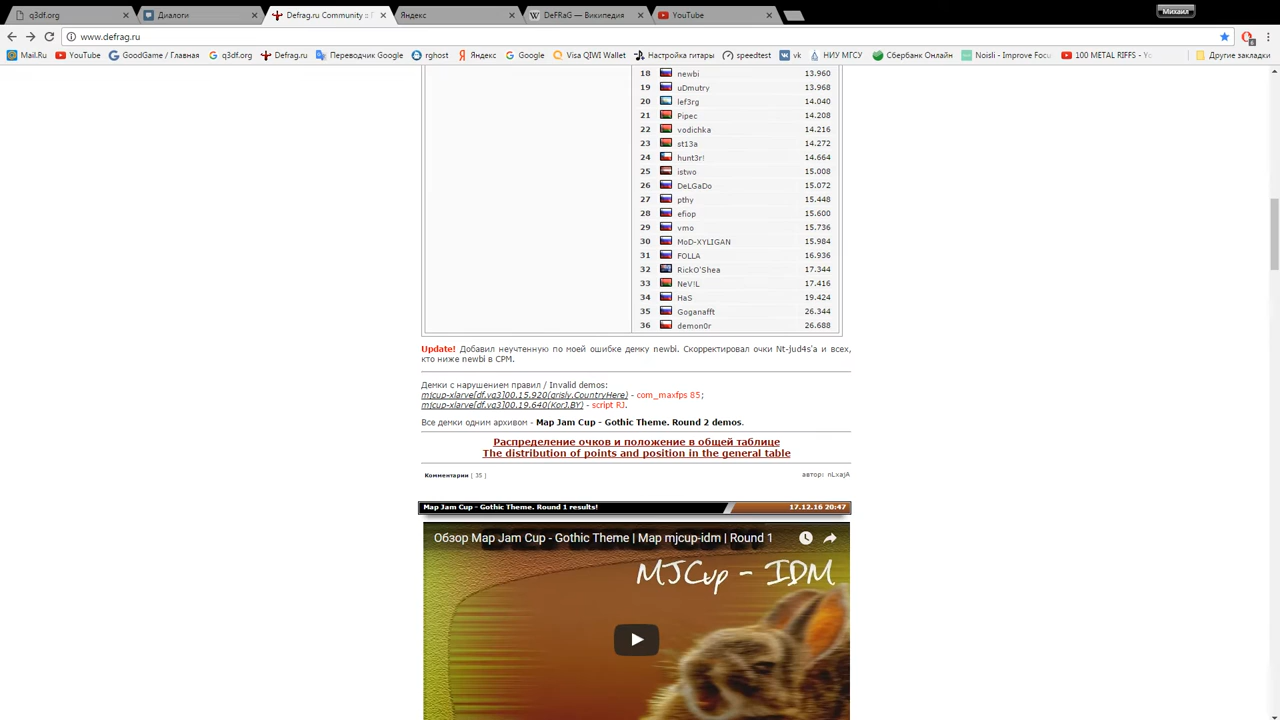 q3df.org
Диалоги
Defrag.ru Community :: Г
Яндекс
DeFRaG — Википедия
YouTube
Михаил
www.defrag.ru
Mail.Ru
YouTube
GoodGame / Главная
q3df.org
Defrag.ru
Переводчик Google
rghost
Яндекс
Google
Visa QIWI Wallet
Настройка гитары
speedtest
vk
НИУ МГСУ
Сбербанк Онлайн
Noisli - Improve Focu
100 METAL RIFFS - Yo
Другие закладки
18 newbi 13.960
19 uDmutry 13.968
20 lef3rg 14.040
21 Pipec 14.208
22 vodichka 14.216
23 st13a 14.272
24 hunt3r! 14.664
25 istwo 15.008
26 DeLGaDo 15.072
27 pthy 15.448
28 efiop 15.600
29 vmo 15.736
30 MoD-XYLIGAN 15.984
31 FOLLA 16.936
32 RickO'Shea 17.344
33 NeV!L 17.416
34 HaS 19.424
35 Goganafft 26.344
36 demon0r 26.688
Update! Добавил неучтенную по моей ошибке демку newbi. Скорректировал очки Nt-jud4s'a и всех,
кто ниже newbi в CPM.
Демки с нарушением правил / Invalid demos:
mjcup-xlarve[df.vq3]00.15.920(arisly.CountryHere) - com_maxfps 85;
mjcup-xlarve[df.vq3]00.19.640(KorJ.BY) - script RJ.
Все демки одним архивом - Map Jam Cup - Gothic Theme. Round 2 demos.
Распределение очков и положение в общей таблице
The distribution of points and position in the general table
Комментарии [ 35 ]
автор: nLxajA
Map Jam Cup - Gothic Theme. Round 1 results!
17.12.16 20:47
Обзор Map Jam Cup - Gothic Theme | Map mjcup-idm | Round 1
MJCup - IDM